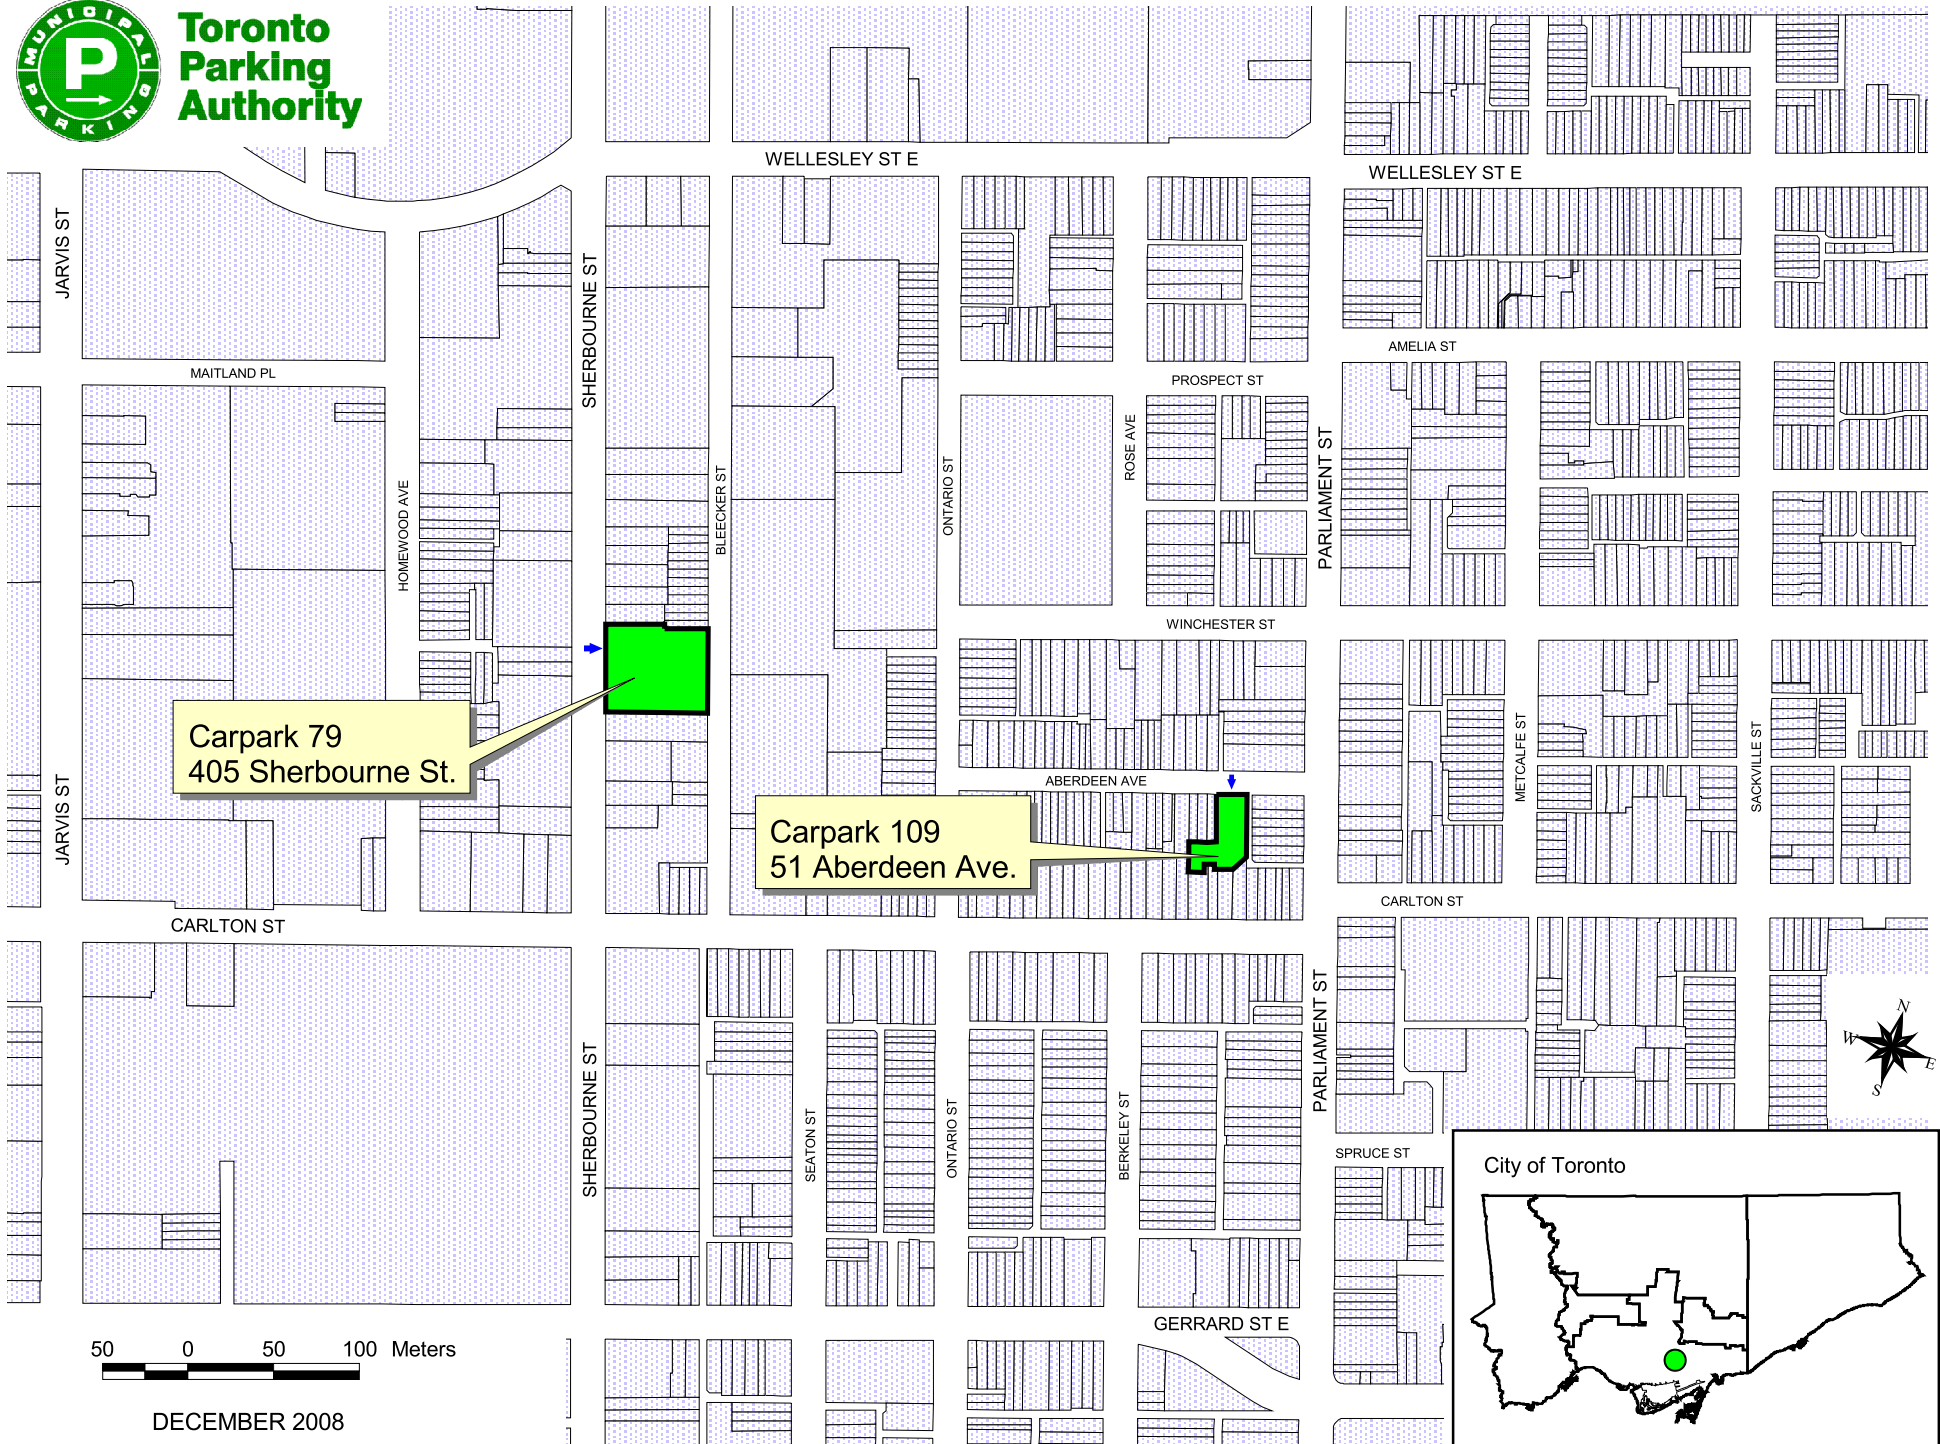 MUNICIPAL
P
PARKING
Toronto
Parking
Authority
WELLESLEY ST E
WELLESLEY ST E
JARVIS ST
SHERBOURNE ST
AMELIA ST
MAITLAND PL
PROSPECT ST
HOMEWOOD AVE
BLEECKER ST
ONTARIO ST
ROSE AVE
PARLIAMENT ST
WINCHESTER ST
Carpark 79
405 Sherbourne St.
METCALFE ST
SACKVILLE ST
JARVIS ST
ABERDEEN AVE
Carpark 109
51 Aberdeen Ave.
CARLTON ST
CARLTON ST
N
W
E
S
SHERBOURNE ST
SEATON ST
ONTARIO ST
BERKELEY ST
PARLIAMENT ST
SPRUCE ST
City of Toronto
GERRARD ST E
50 0 50 100 Meters
DECEMBER 2008